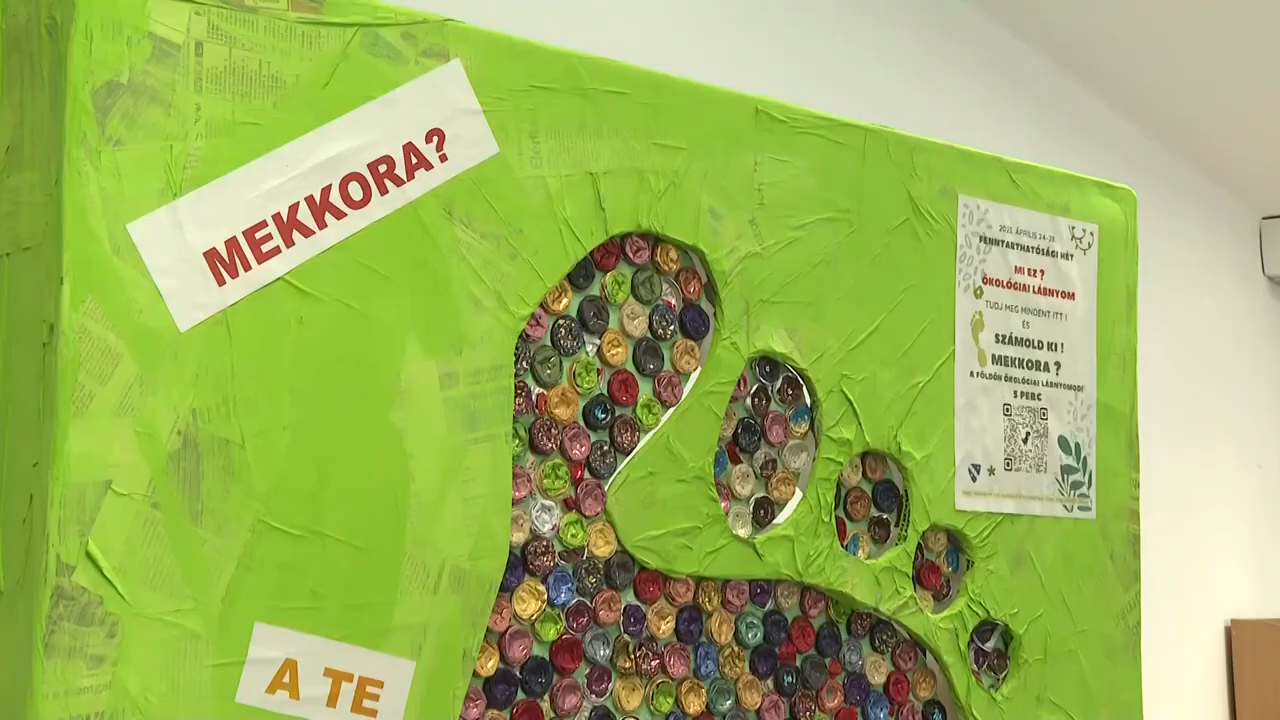 MEKKORA?
A TE
2023. ÁPRILIS 24-28
FENNTARTHATÓSÁGI HÉT
MI EZ ?
ÖKOLÓGIAI LÁBNYOM
TUDJ MEG MINDENT ITT !
ÉS
SZÁMOLD KI !
MEKKORA ?
A FÖLDÖN ÖKOLÓGIAI LÁBNYOMOD!
5 PERC